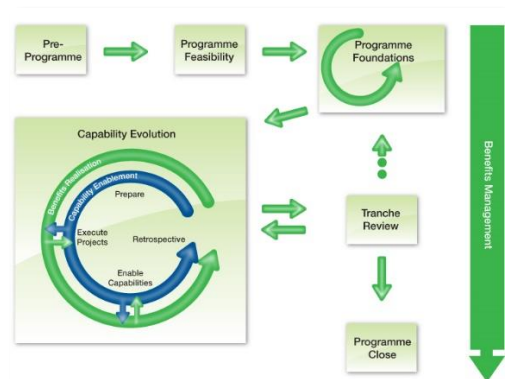 Pre-
Programme
Programme
Feasibility
Programme
Foundations
Capability Evolution
Benefits Realisation
Capability Enablement
Prepare
Execute
Projects
Retrospective
Enable
Capabilities
Tranche
Review
Programme
Close
Benefits Management